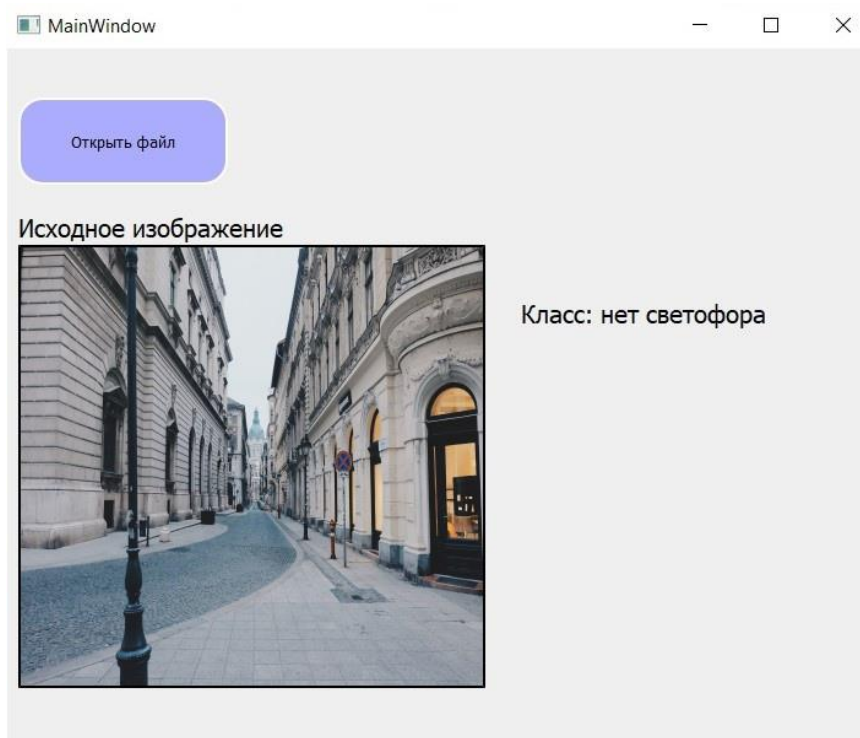 MainWindow
Открыть файл
Исходное изображение
Класс: нет светофора